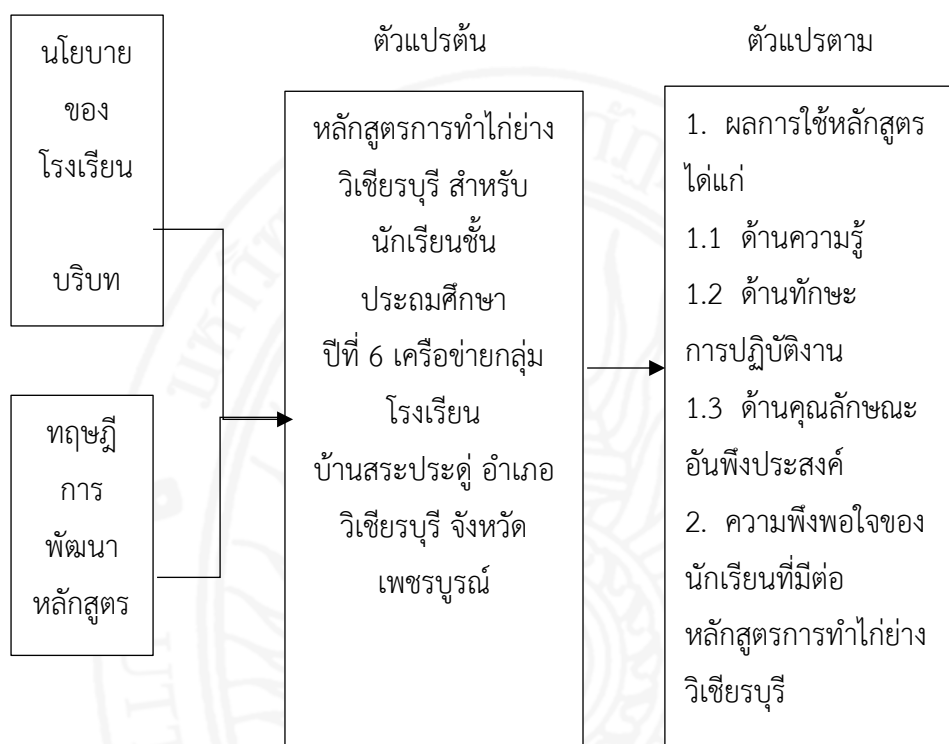 นโยบาย
ของ
โรงเรียน
บริบท
ทฤษฎี
การ
พัฒนา
หลักสูตร
ตัวแปรต้น
หลักสูตรการทำไก่ย่าง
วิเชียรบุรี สำหรับ
นักเรียนชั้น
ประถมศึกษา
ปีที่ 6 เครือข่ายกลุ่ม
โรงเรียน
บ้านสระประดู่ อำเภอ
วิเชียรบุรี จังหวัด
เพชรบูรณ์
ตัวแปรตาม
1. ผลการใช้หลักสูตร
ได่แก่
1.1 ด้านความรู้
1.2 ด้านทักษะ
การปฏิบัติงาน
1.3 ด้านคุณลักษณะ
อันพึงประสงค์
2. ความพึงพอใจของ
นักเรียนที่มีต่อ
หลักสูตรการทำไก่ย่าง
วิเชียรบุรี